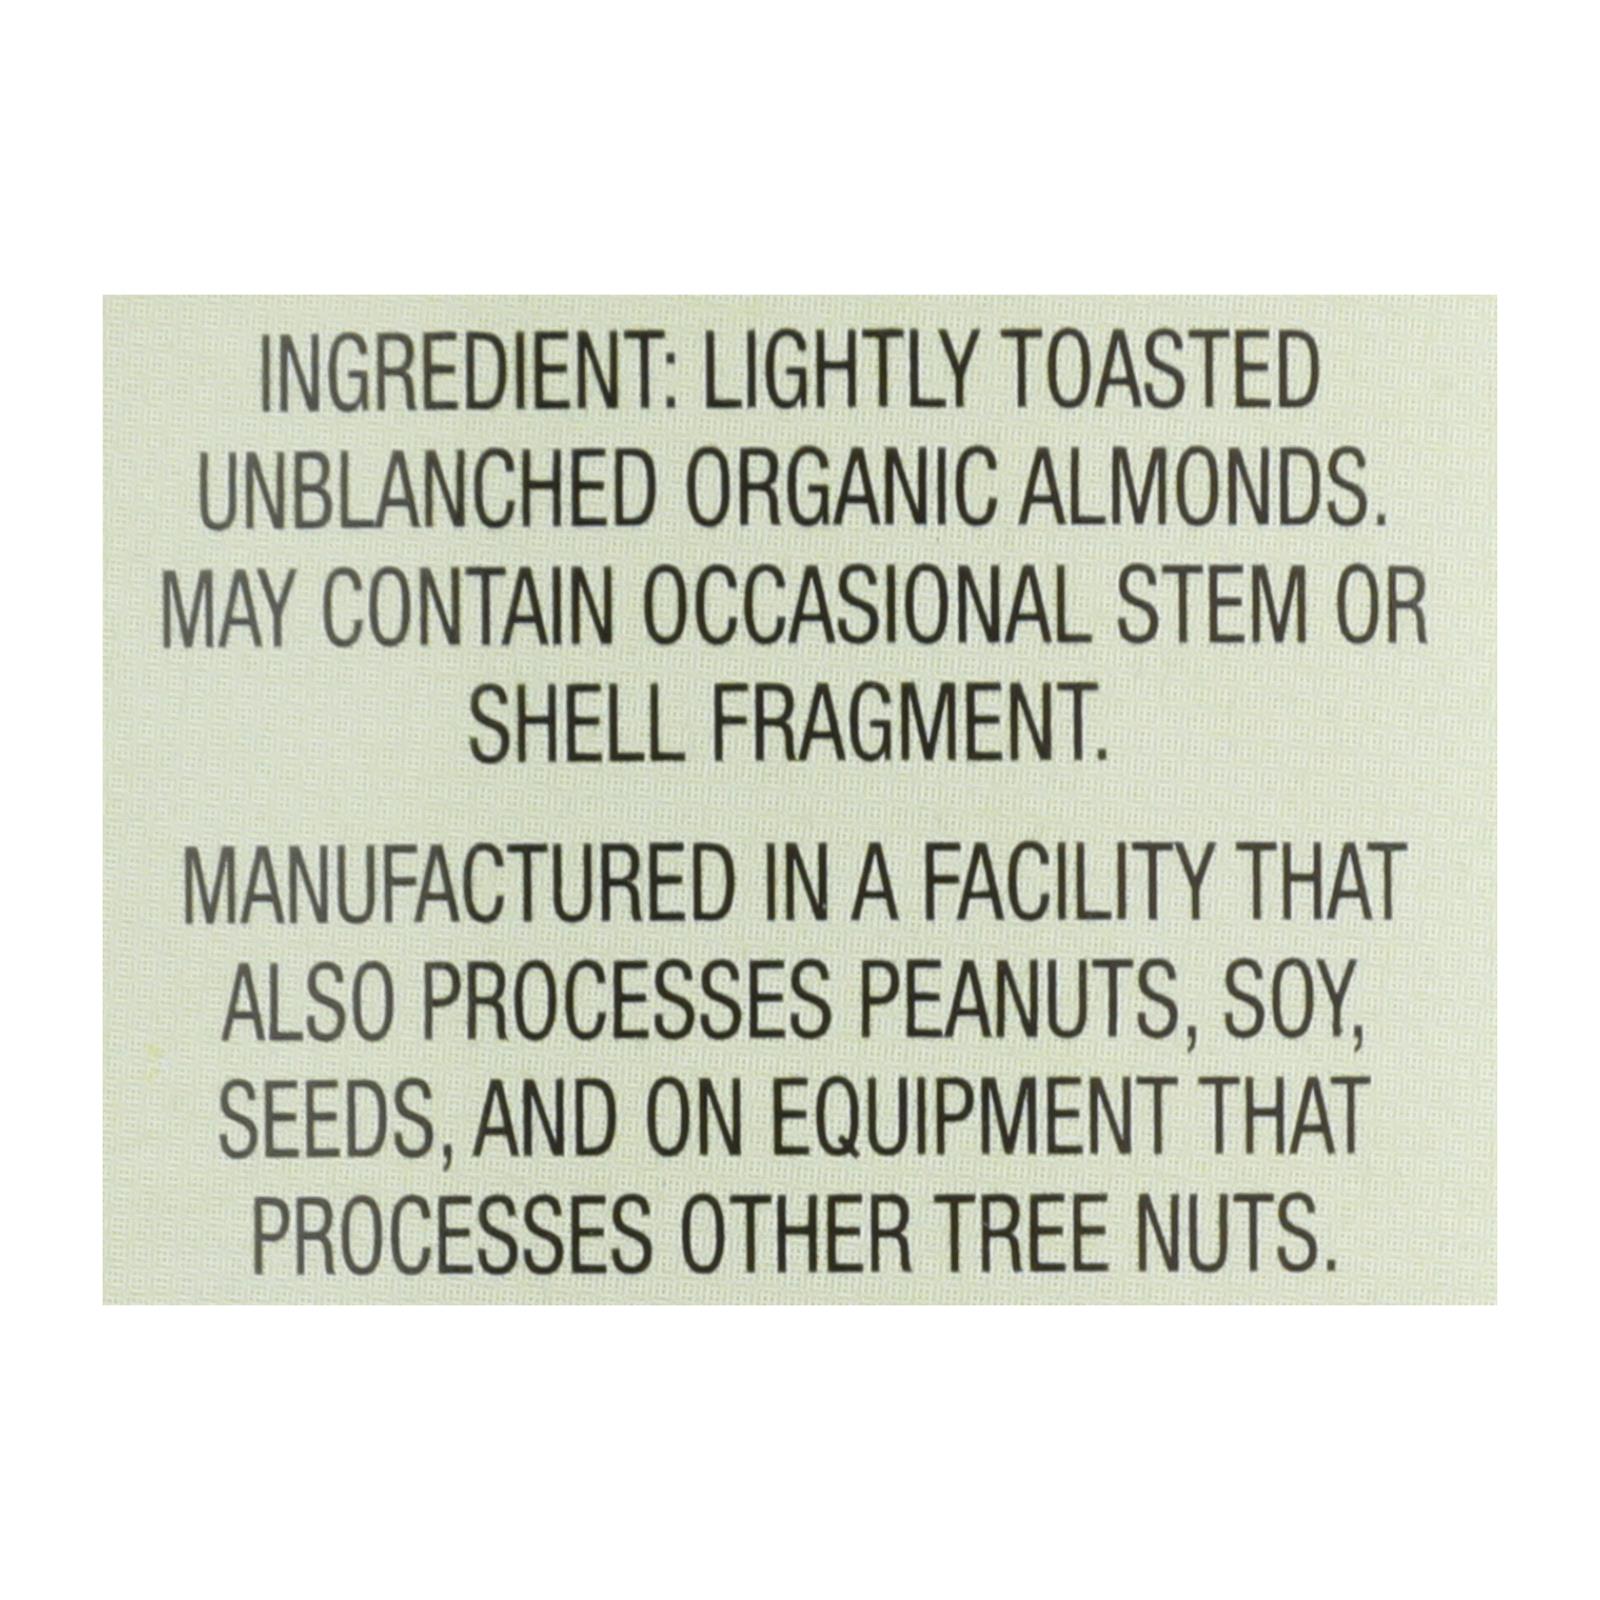 INGREDIENT: LIGHTLY TOASTED
UNBLANCHED ORGANIC ALMONDS.
MAY CONTAIN OCCASIONAL STEM OR
SHELL FRAGMENT.
MANUFACTURED IN A FACILITY THAT
ALSO PROCESSES PEANUTS, SOY,
SEEDS, AND ON EQUIPMENT THAT
PROCESSES OTHER TREE NUTS.